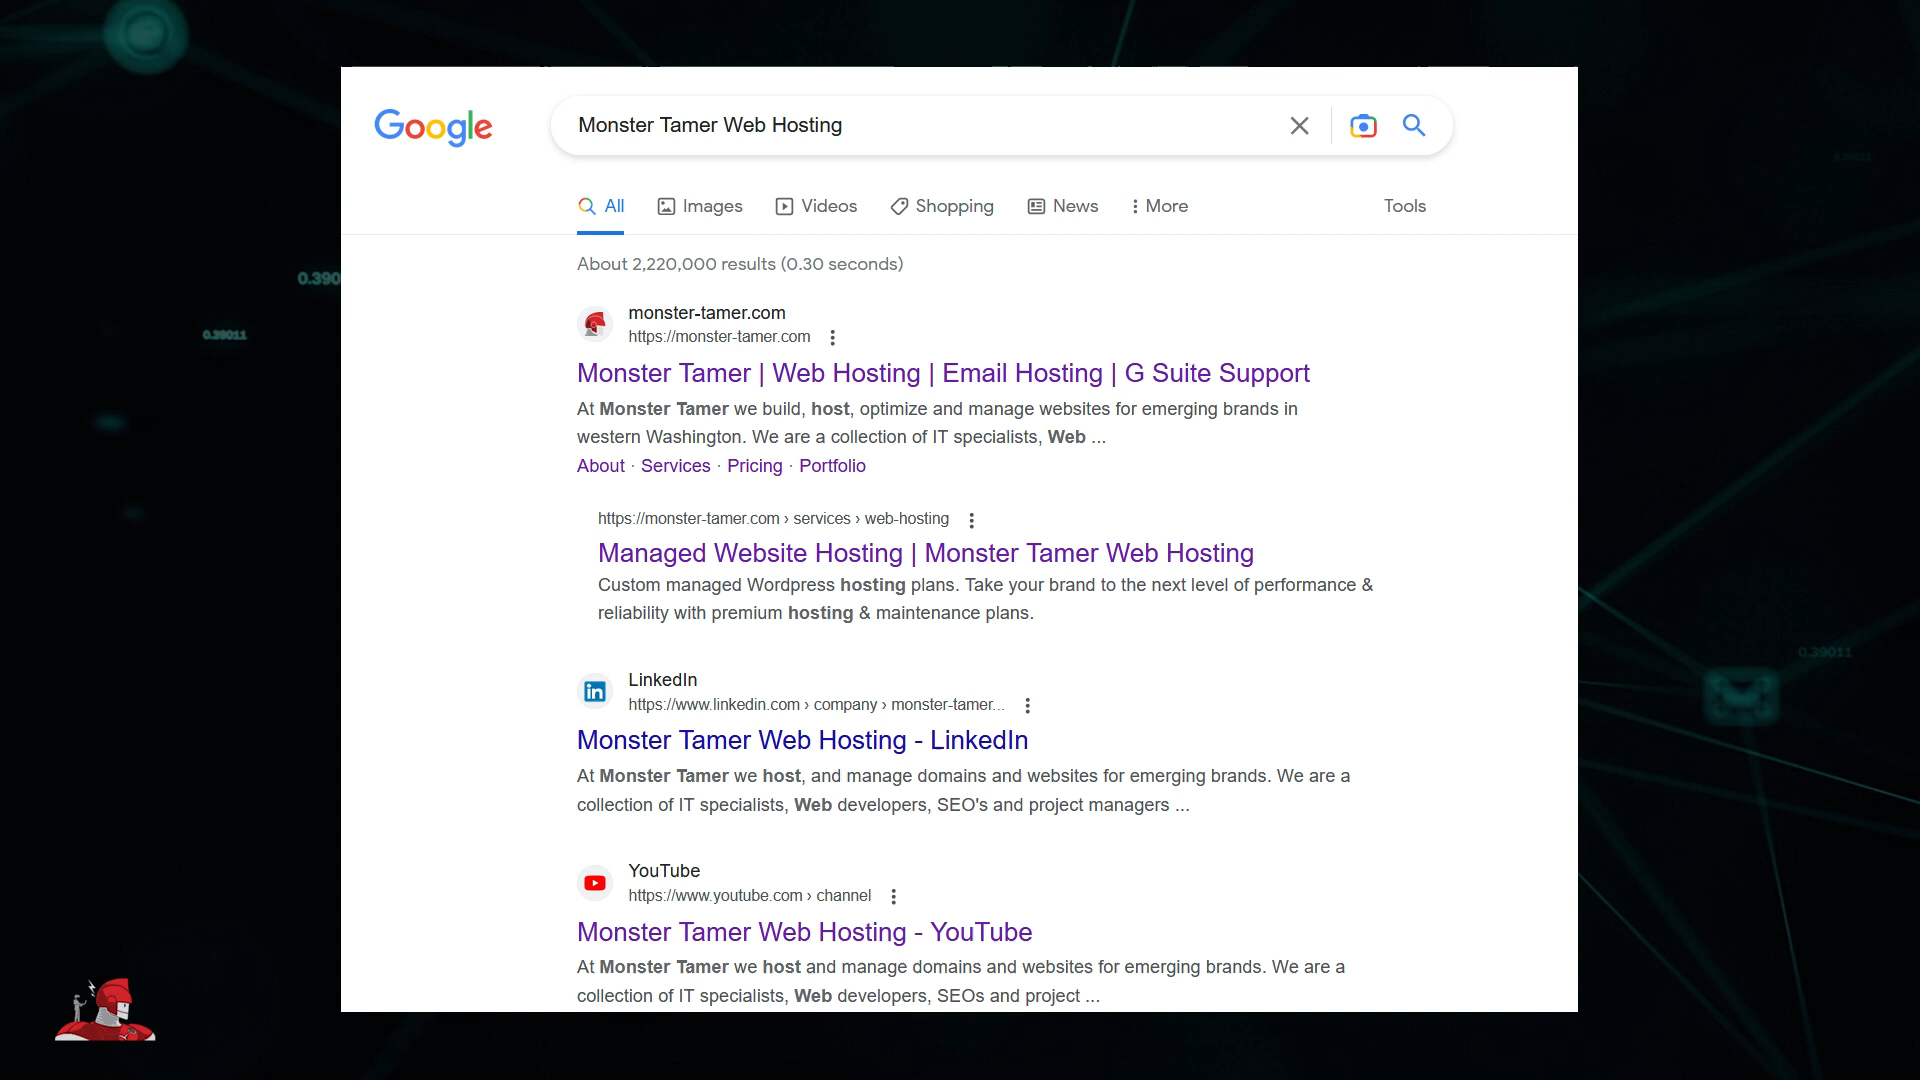 Google
Monster Tamer Web Hosting
All Images Videos Shopping News More Tools
About 2,220,000 results (0.30 seconds)
monster-tamer.com
https://monster-tamer.com
Monster Tamer | Web Hosting | Email Hosting | G Suite Support
At Monster Tamer we build, host, optimize and manage websites for emerging brands in
western Washington. We are a collection of IT specialists, Web ...
About · Services · Pricing · Portfolio
https://monster-tamer.com › services › web-hosting
Managed Website Hosting | Monster Tamer Web Hosting
Custom managed Wordpress hosting plans. Take your brand to the next level of performance &
reliability with premium hosting & maintenance plans.
LinkedIn
https://www.linkedin.com › company › monster-tamer...
Monster Tamer Web Hosting - LinkedIn
At Monster Tamer we host, and manage domains and websites for emerging brands. We are a
collection of IT specialists, Web developers, SEO's and project managers ...
YouTube
https://www.youtube.com › channel
Monster Tamer Web Hosting - YouTube
At Monster Tamer we host and manage domains and websites for emerging brands. We are a
collection of IT specialists, Web developers, SEOs and project ...
0.390
0.39011
0.39011